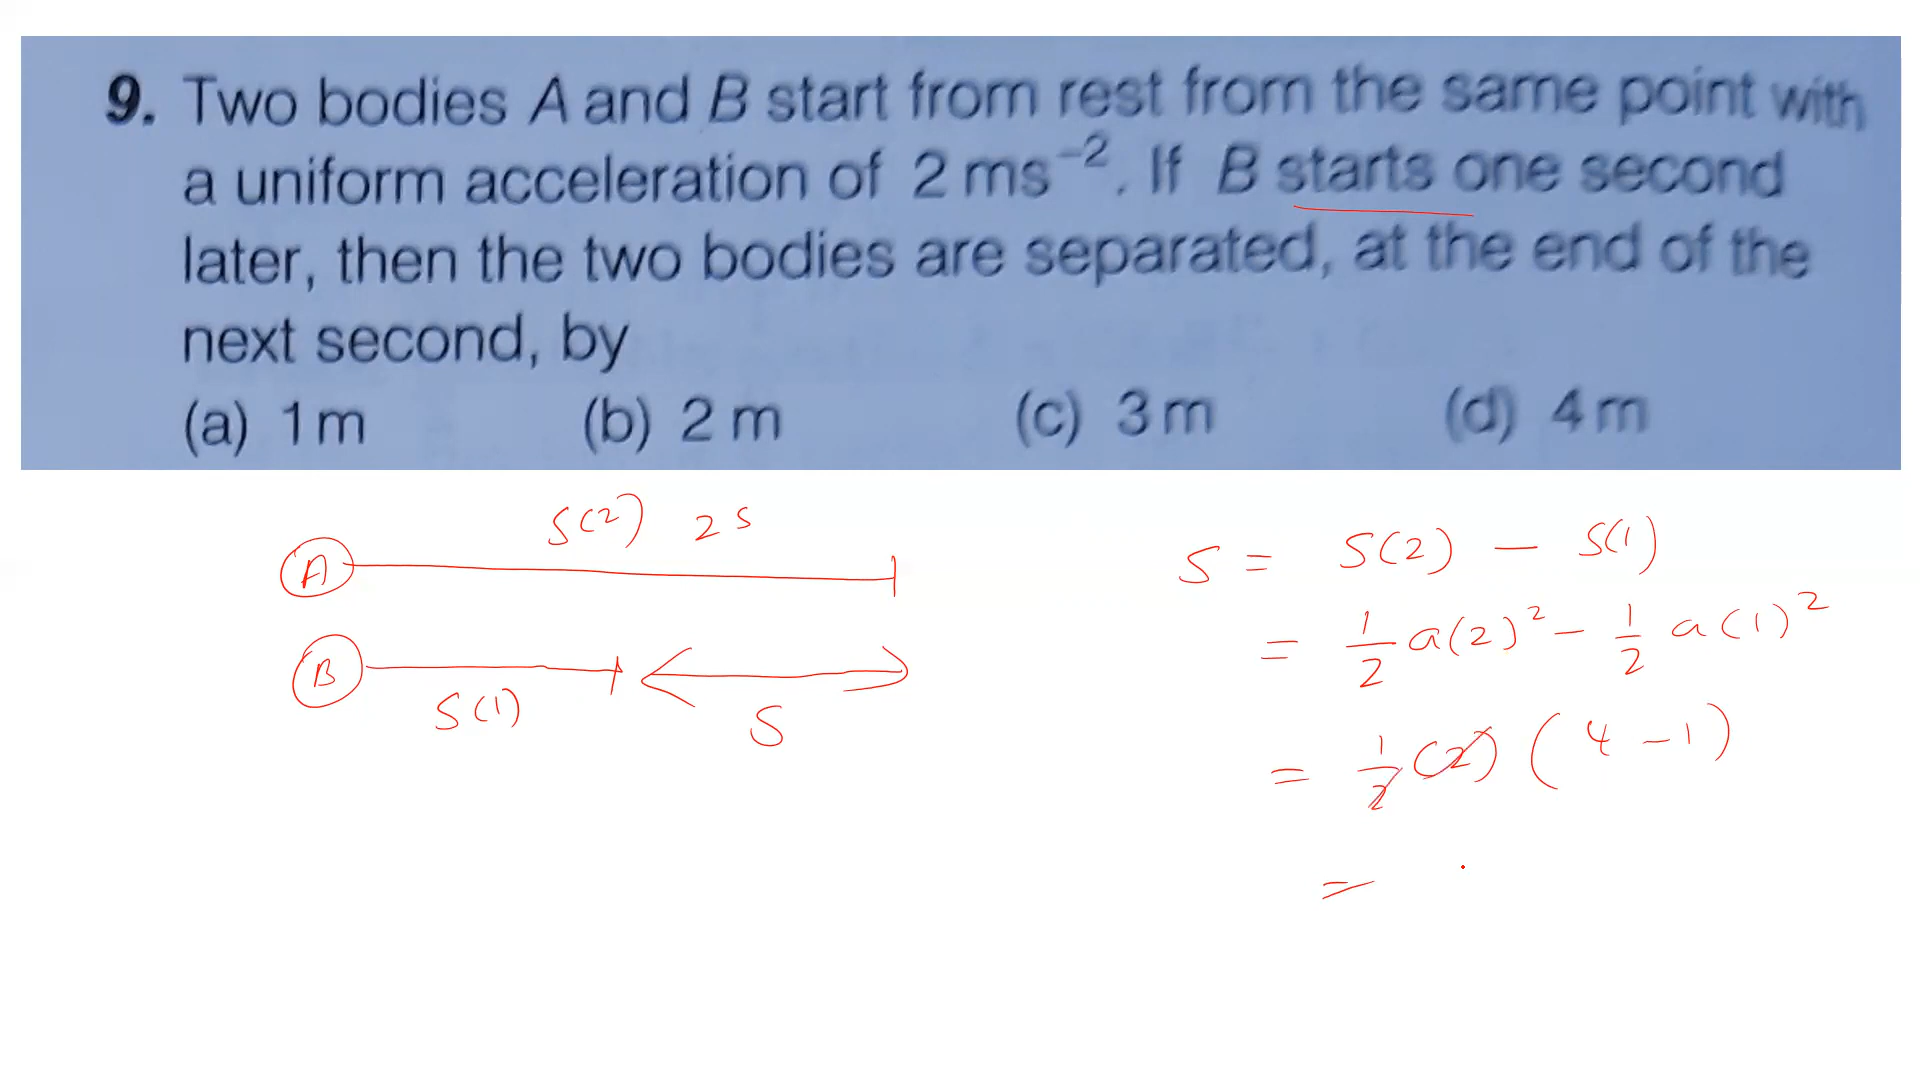 9. Two bodies A and B start from rest from the same point with
a uniform acceleration of 2 ms⁻². If B starts one second
later, then the two bodies are separated, at the end of the
next second, by
(a) 1 m (b) 2 m (c) 3 m (d) 4 m
S(2) 2s
A
B
S(1)
S
S = S(2) – S(1)
= 1/2 a(2)² – 1/2 a(1)²
= 1/2 (2) (4 – 1)
=